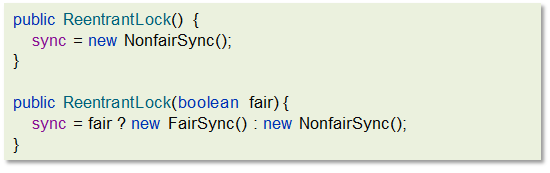 public ReentrantLock() {
sync = new NonfairSync();
}
public ReentrantLock(boolean fair) {
sync = fair ? new FairSync() : new NonfairSync();
}